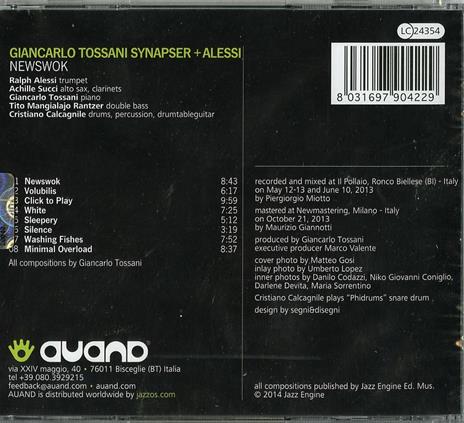 LC 24354
GIANCARLO TOSSANI SYNAPSER + ALESSI
NEWSWOK
Ralph Alessi trumpet
Achille Succi alto sax, clarinets
Giancarlo Tossani piano
Tito Mangialajo Rantzer double bass
Cristiano Calcagnile drums, percussion, drumtableguitar
8 031697 904229
1 Newswok 8:43
2 Volubilis 6:17
3 Click to Play 9:59
4 White 7:25
5 Sleepery 5:12
6 Silence 3:19
07 Washing Fishes 7:52
08 Minimal Overload 8:37
All compositions by Giancarlo Tossani
recorded and mixed at Il Pollaio, Ronco Biellese (BI) - Italy
on May 12-13 and June 10, 2013
by Piergiorgio Miotto
mastered at Newmastering, Milano - Italy
on October 21, 2013
by Maurizio Giannotti
produced by Giancarlo Tossani
executive producer Marco Valente
cover photo by Matteo Gosi
inlay photo by Umberto Lopez
inner photos by Danilo Codazzi, Niko Giovanni Coniglio,
Darlene Devita, Maria Sorrentino
Cristiano Calcagnile plays "Phidrums" snare drum
design by segni&disegni
AUAND
via XXIV maggio, 40 • 76011 Bisceglie (BT) Italia
tel +39.080.3929215
feedback@auand.com • auand.com
AUAND is distributed worldwide by jazzos.com
all compositions published by Jazz Engine Ed. Mus.
© 2014 Jazz Engine